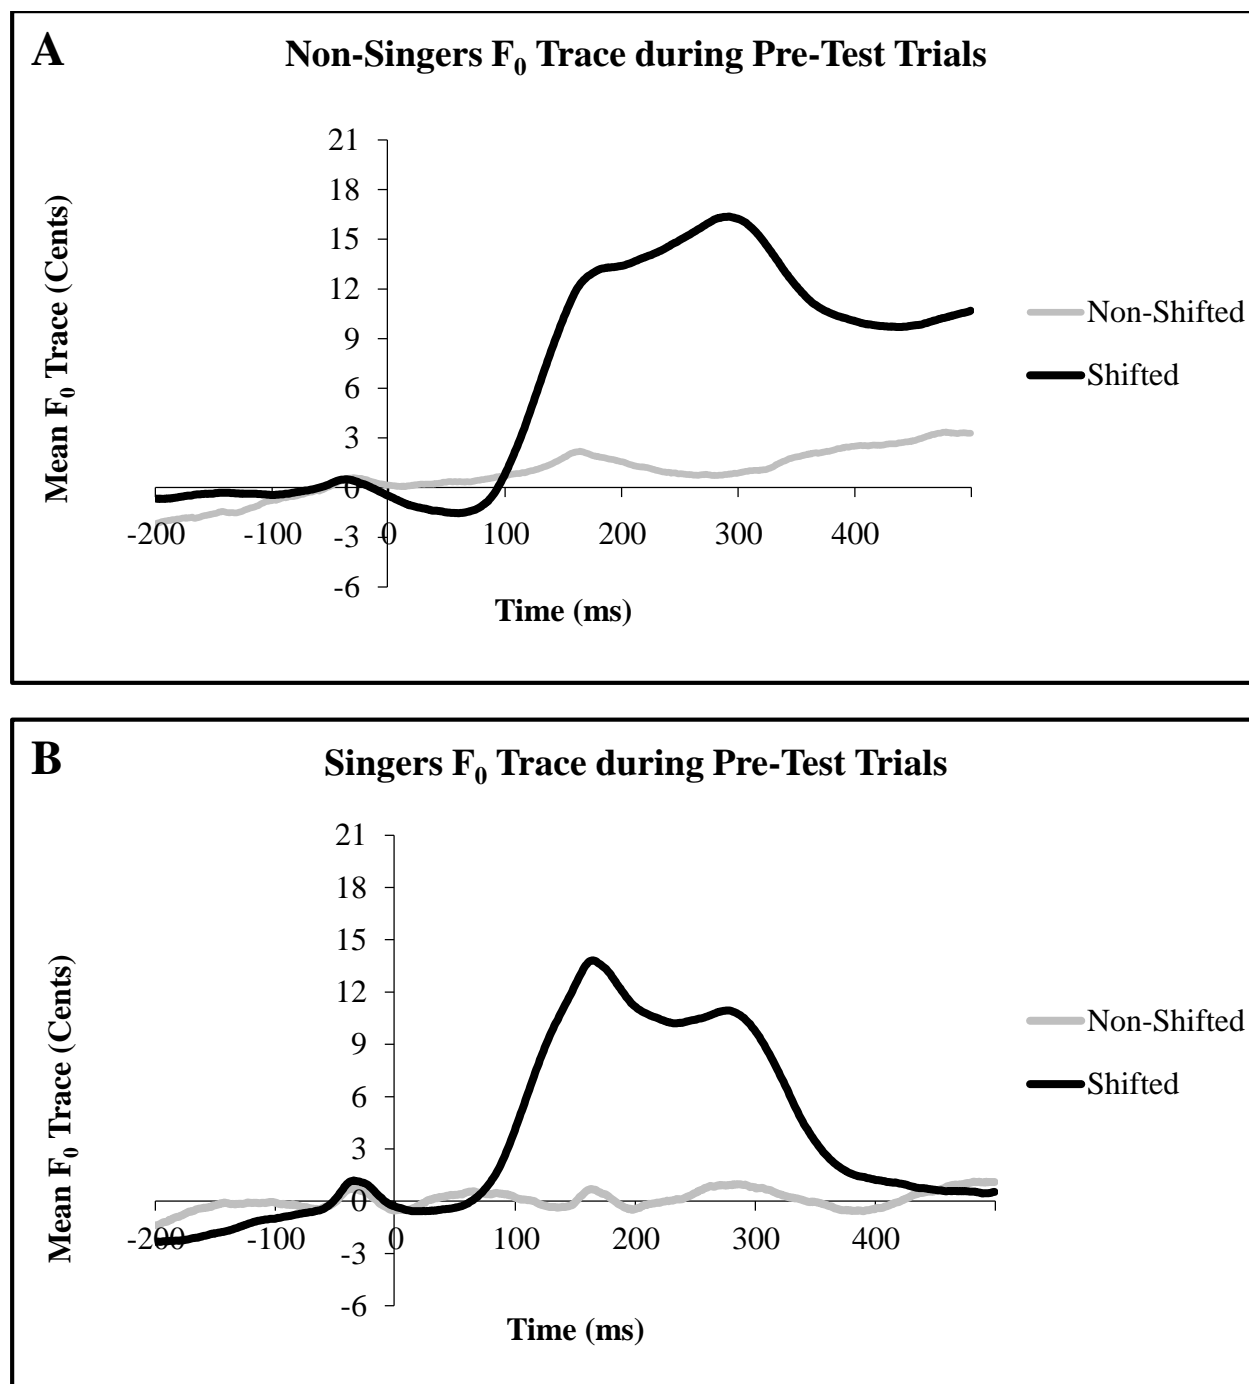 A
Non-Singers F₀ Trace during Pre-Test Trials
21
18
15
12
9
6
3
0
-3
-6
-200 -100 0 100 200 300 400
Mean F₀ Trace (Cents)
Time (ms)
Non-Shifted
Shifted
B
Singers F₀ Trace during Pre-Test Trials
21
18
15
12
9
6
3
0
-3
-6
-200 -100 0 100 200 300 400
Mean F₀ Trace (Cents)
Time (ms)
Non-Shifted
Shifted